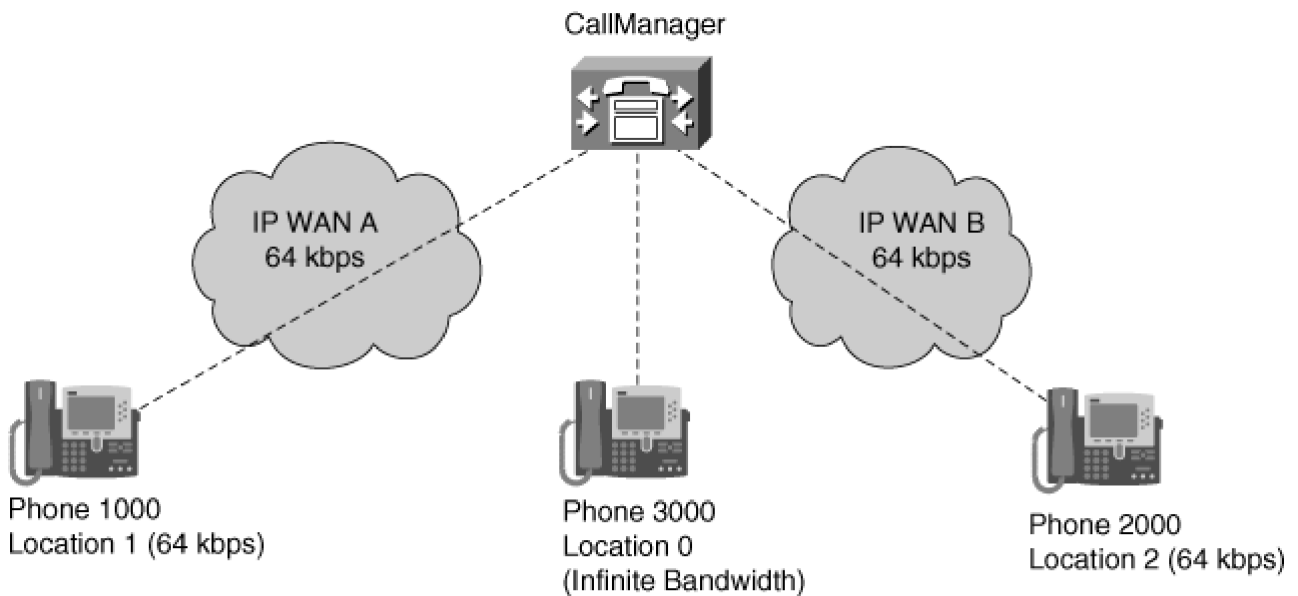 CallManager
IP WAN A
64 kbps
IP WAN B
64 kbps
Phone 1000
Location 1 (64 kbps)
Phone 3000
Location 0
(Infinite Bandwidth)
Phone 2000
Location 2 (64 kbps)